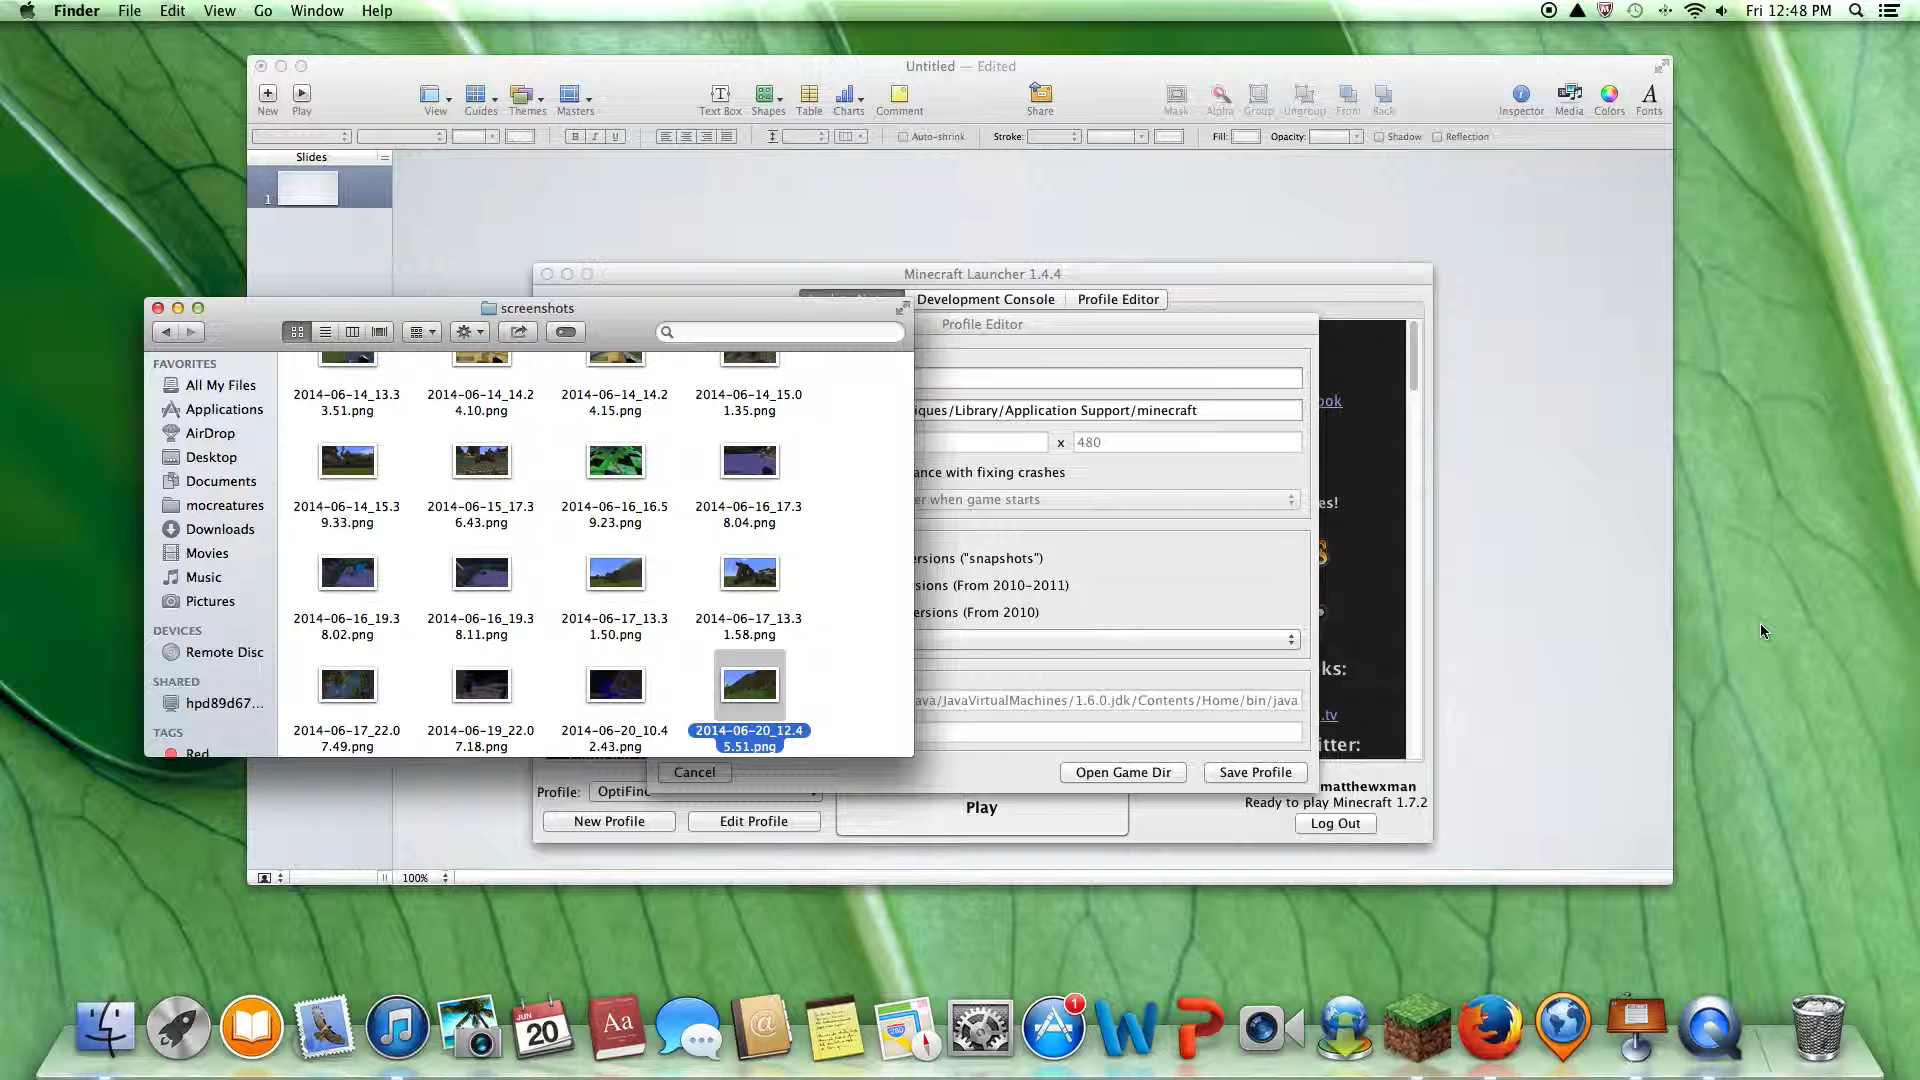 Finder File Edit View Go Window Help
Fri 12:48 PM
Untitled — Edited
New Play View Guides Themes Masters Text Box Shapes Table Charts Comment Share Mask Alpha Group Ungroup Front Back Inspector Media Colors Fonts
B I U Auto-shrink Stroke: Fill: Opacity: Shadow Reflection
Slides
1
Minecraft Launcher 1.4.4
Development Console Profile Editor
Profile Editor
screenshots
FAVORITES
All My Files
Applications
AirDrop
Desktop
Documents
mocreatures
Downloads
Movies
Music
Pictures
DEVICES
Remote Disc
SHARED
hpd89d67...
TAGS
Red
2014-06-14_13.3 2014-06-14_14.2 2014-06-14_14.2 2014-06-14_15.0
3.51.png 4.10.png 4.15.png 1.35.png
2014-06-14_15.3 2014-06-15_17.3 2014-06-16_16.5 2014-06-16_17.3
9.33.png 6.43.png 9.23.png 8.04.png
2014-06-16_19.3 2014-06-16_19.3 2014-06-17_13.3 2014-06-17_13.3
8.02.png 8.11.png 1.50.png 1.58.png
2014-06-17_22.0 2014-06-19_22.0 2014-06-20_10.4 2014-06-20_12.4
7.49.png 7.18.png 2.43.png 5.51.png
iques/Library/Application Support/minecraft
x 480
ance with fixing crashes
er when game starts
ersions ("snapshots")
sions (From 2010-2011)
ersions (From 2010)
ava/JavaVirtualMachines/1.6.0.jdk/Contents/Home/bin/java
Cancel Open Game Dir Save Profile
ook
es!
s
ks:
.tv
itter:
Profile: OptiFine
New Profile Edit Profile
Play
matthewxman
Ready to play Minecraft 1.7.2
Log Out
100%
JUN
20
Aa
@
280
1
W
P